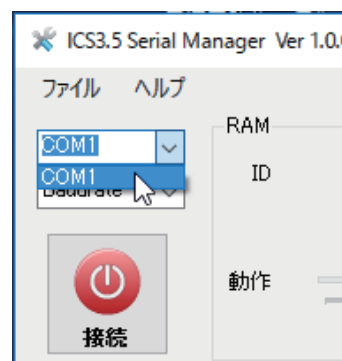 ICS3.5 Serial Manager Ver 1.0.
ファイル ヘルプ
COM1
COM1
Baudrate
RAM
ID
動作
接続